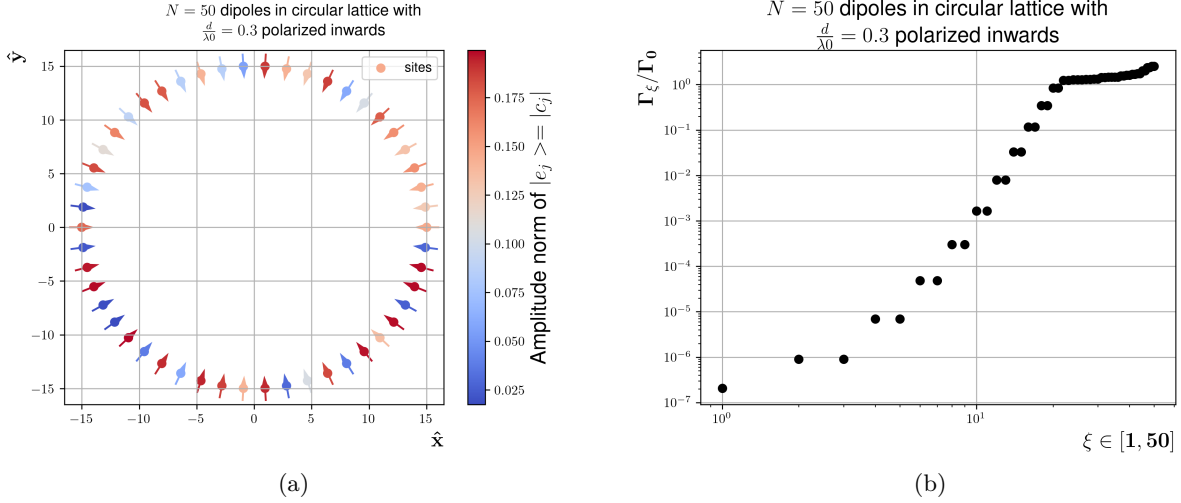 N = 50 dipoles in circular lattice with
d/λ0 = 0.3 polarized inwards
ŷ
15
10
5
0
−5
−10
−15
−15 −10 −5 0 5 10 15
x̂
sites
0.175
0.150
0.125
0.100
0.075
0.050
0.025
Amplitude norm of |e_j >= |c_j|
(a)
N = 50 dipoles in circular lattice with
d/λ0 = 0.3 polarized inwards
Γ_ξ/Γ_0
10^0
10^−1
10^−2
10^−3
10^−4
10^−5
10^−6
10^−7
10^0 10^1
ξ ∈ [1, 50]
(b)